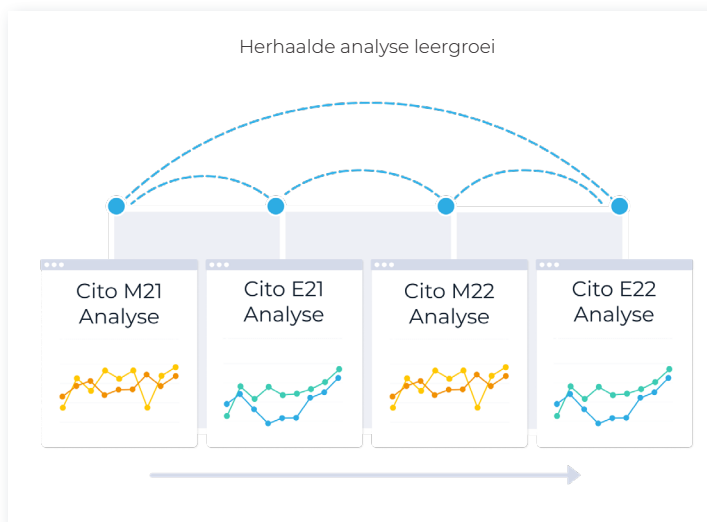 Herhaalde analyse leergroei
Cito M21
Analyse
Cito E21
Analyse
Cito M22
Analyse
Cito E22
Analyse